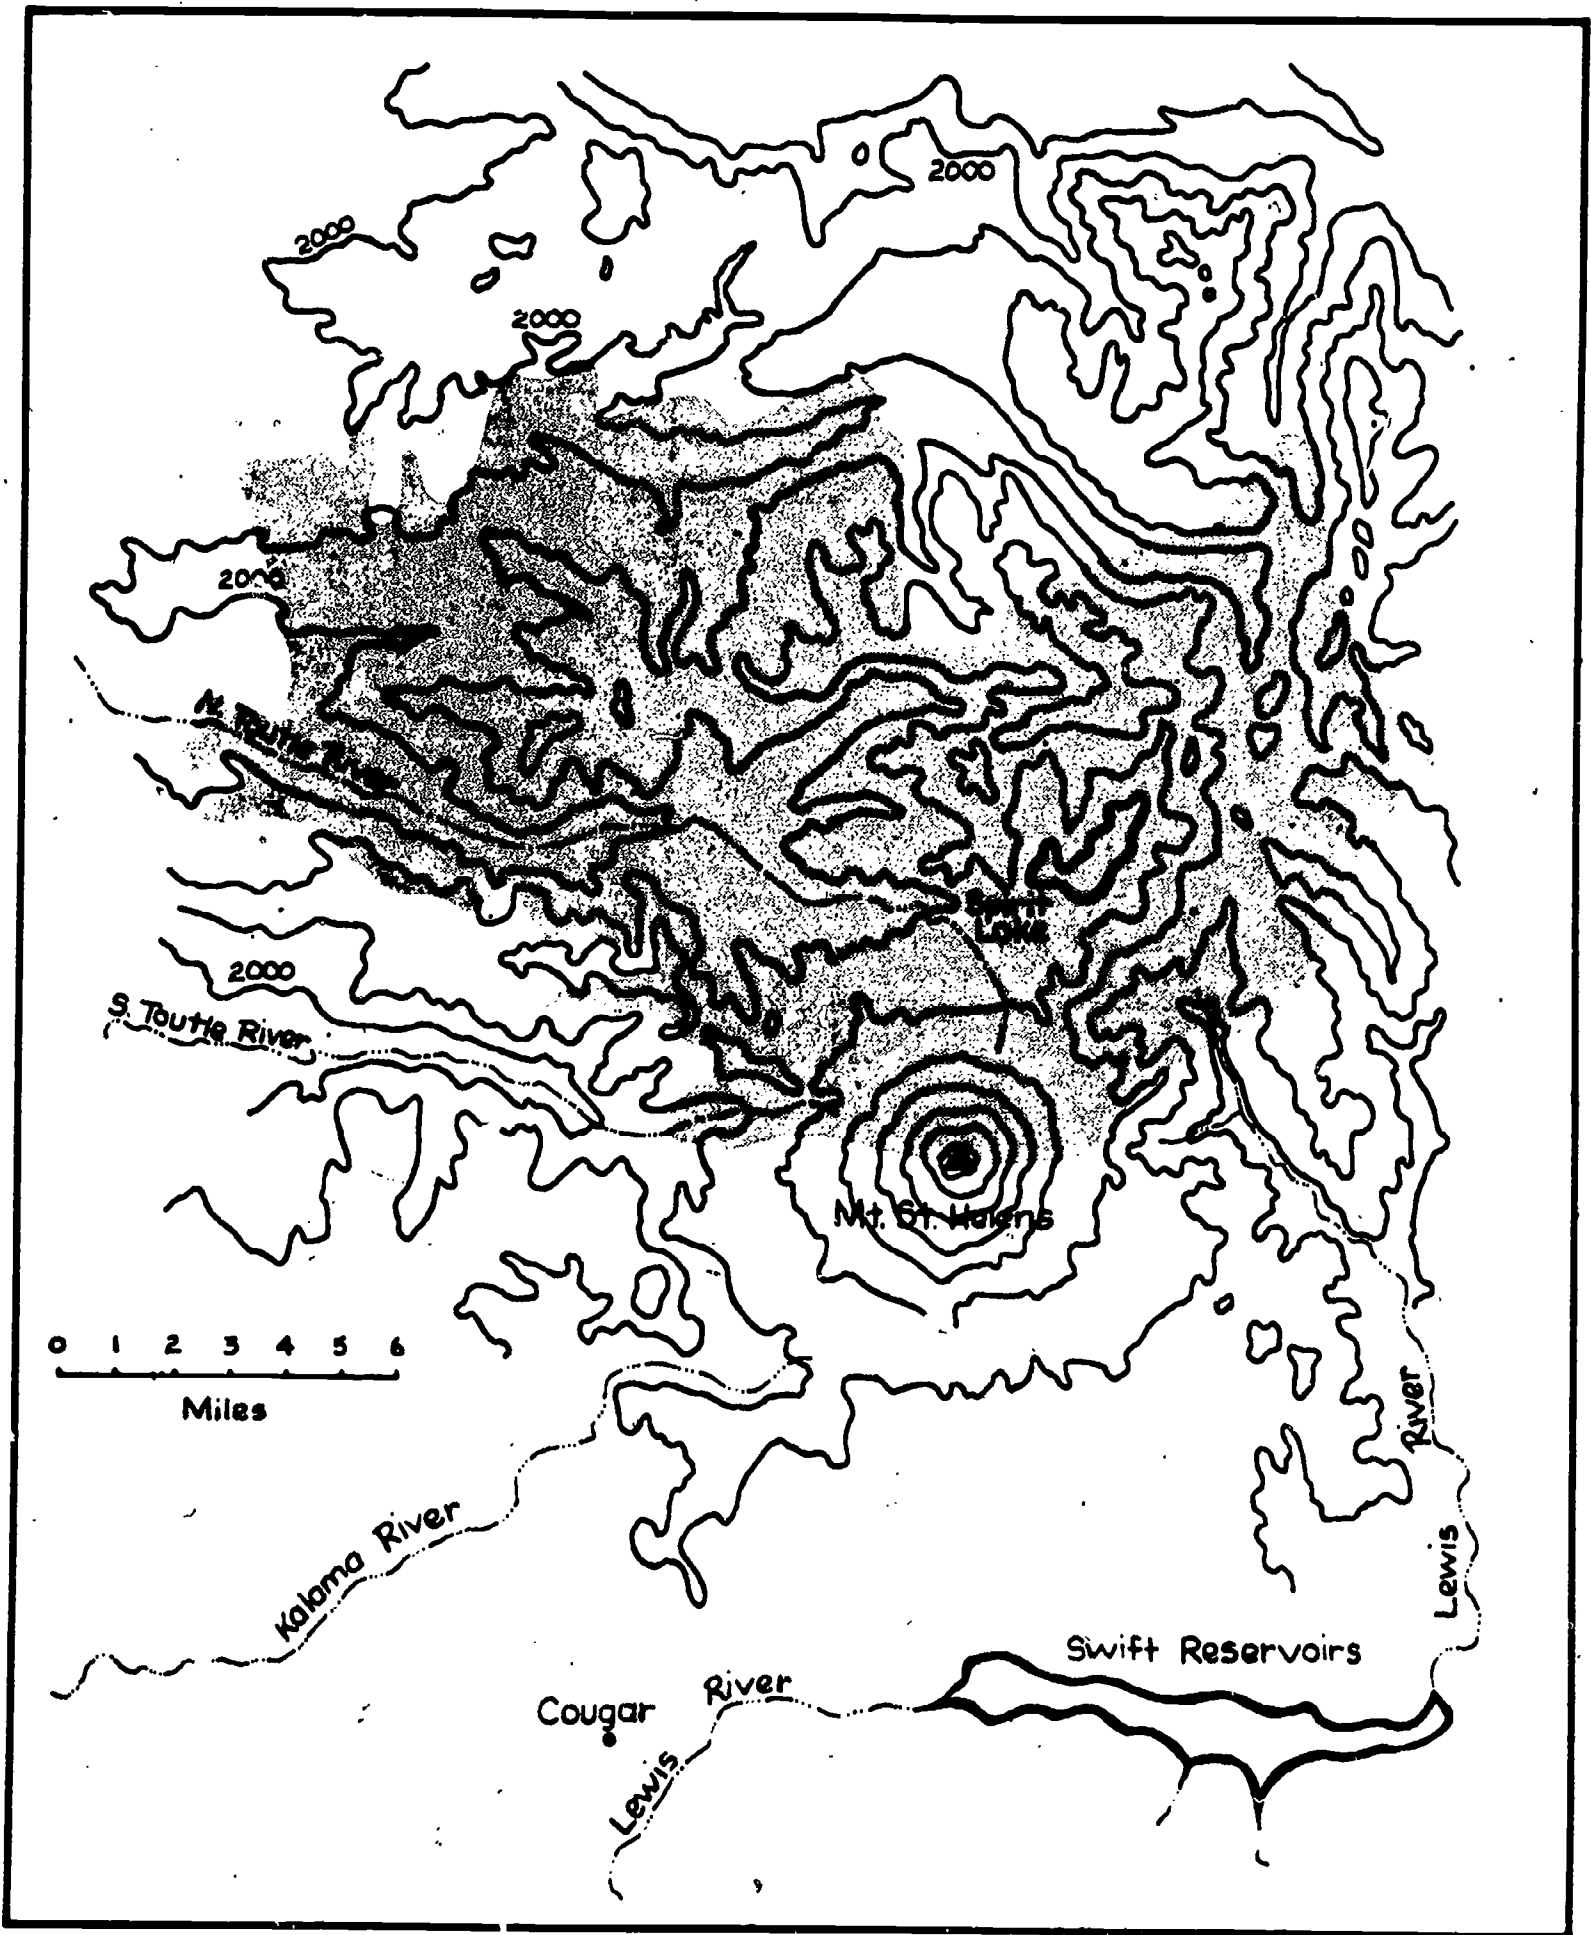 2000
2000
2000
2000
N. Toutle River
Spirit
Lake
2000
S. Toutle River
Mt. St. Helens
0 1 2 3 4 5 6
Miles
River
Lewis
Kalama River
Swift Reservoirs
Cougar
River
Lewis